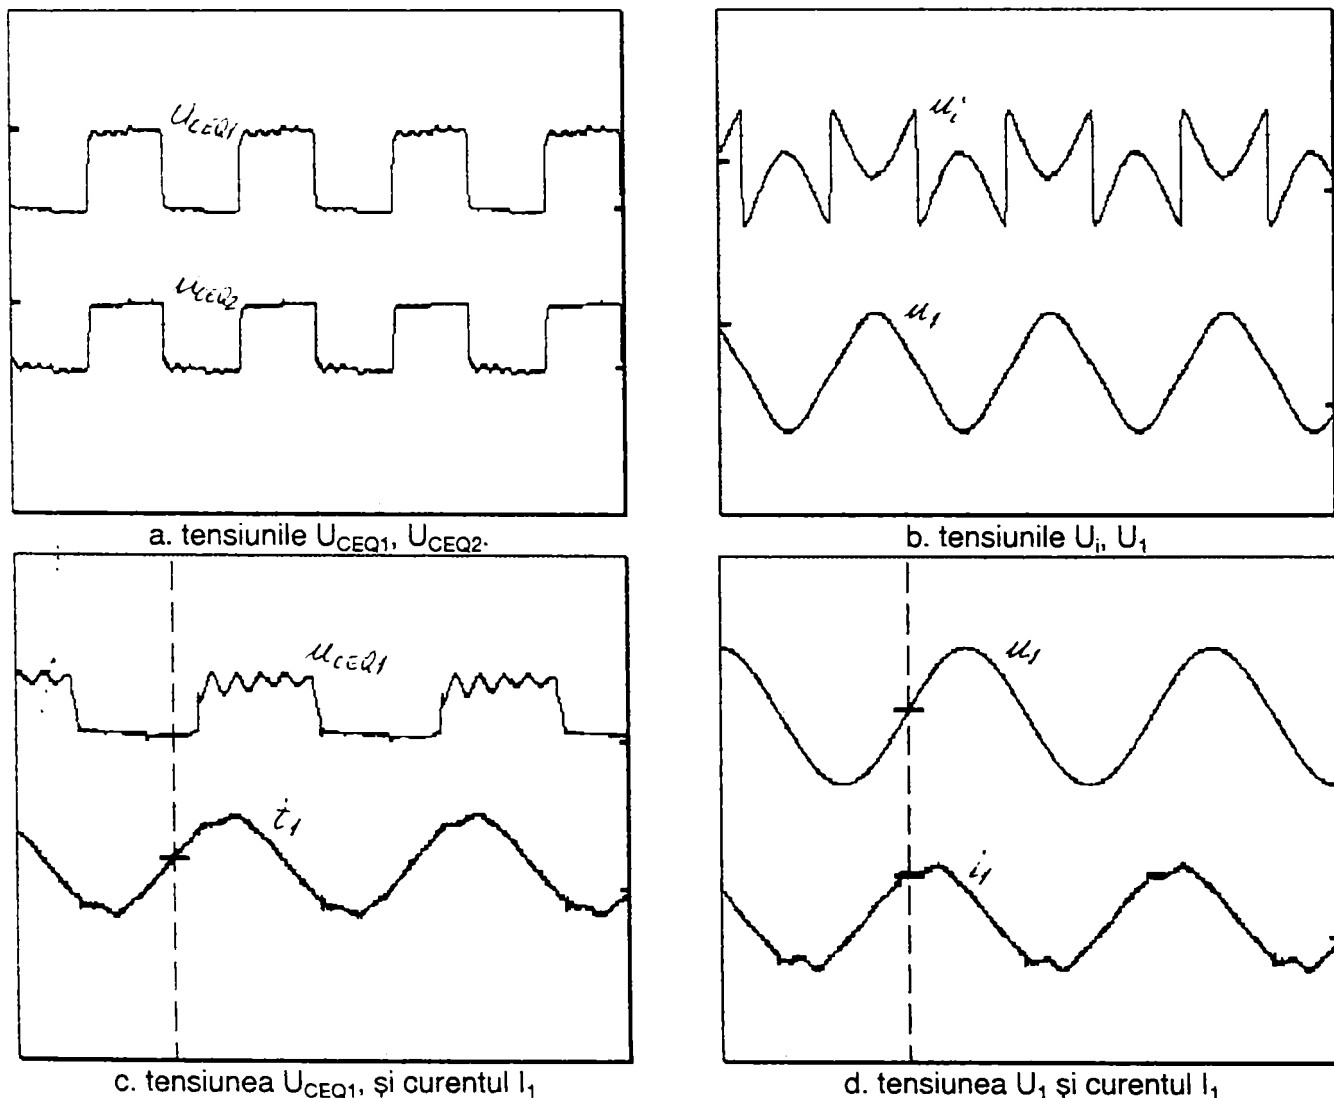 U_CEQ1
u_i
u_CEQ2
u_1
a. tensiunile U_CEQ1, U_CEQ2.
b. tensiunile U_i, U_1
u_CEQ1
u_1
i_1
i_1
c. tensiunea U_CEQ1, și curentul I_1
d. tensiunea U_1 și curentul I_1